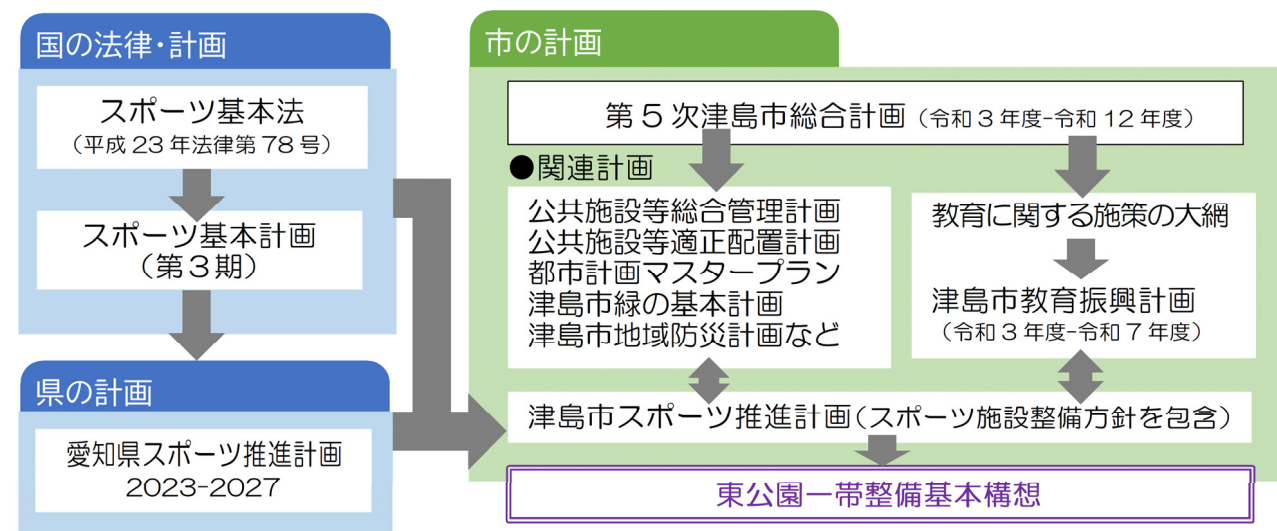 国の法律・計画
スポーツ基本法
（平成23年法律第78号）
スポーツ基本計画
（第３期）
県の計画
愛知県スポーツ推進計画
2023-2027
市の計画
第５次津島市総合計画（令和３年度-令和12年度）
●関連計画
公共施設等総合管理計画
公共施設等適正配置計画
都市計画マスタープラン
津島市緑の基本計画
津島市地域防災計画など
教育に関する施策の大綱
津島市教育振興計画
（令和３年度-令和７年度）
津島市スポーツ推進計画（スポーツ施設整備方針を包含）
東公園一帯整備基本構想